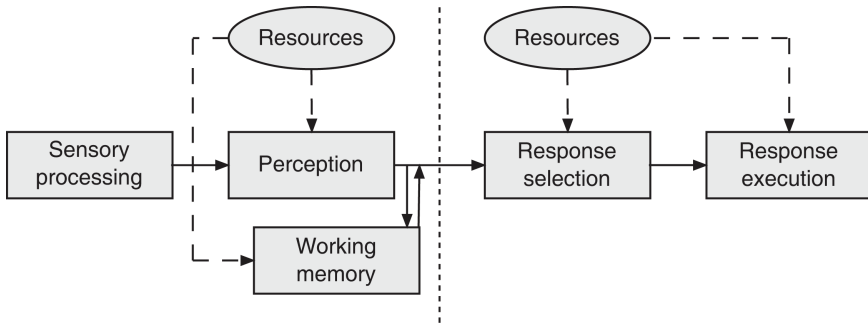 Resources
Resources
Sensory
processing
Perception
Response
selection
Response
execution
Working
memory